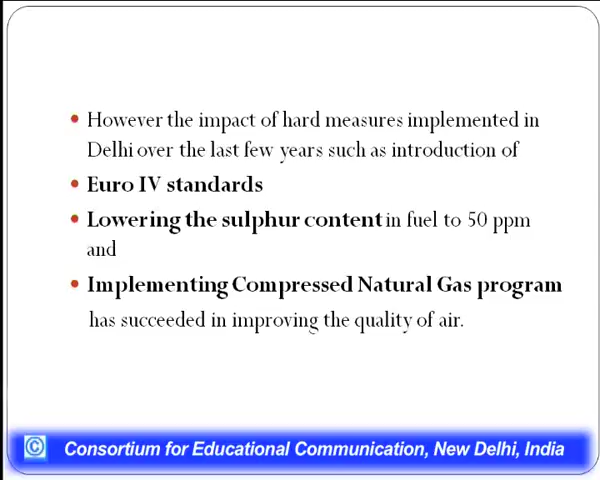 • However the impact of hard measures implemented in
Delhi over the last few years such as introduction of
• Euro IV standards
• Lowering the sulphur content in fuel to 50 ppm
and
• Implementing Compressed Natural Gas program
has succeeded in improving the quality of air.
© Consortium for Educational Communication, New Delhi, India